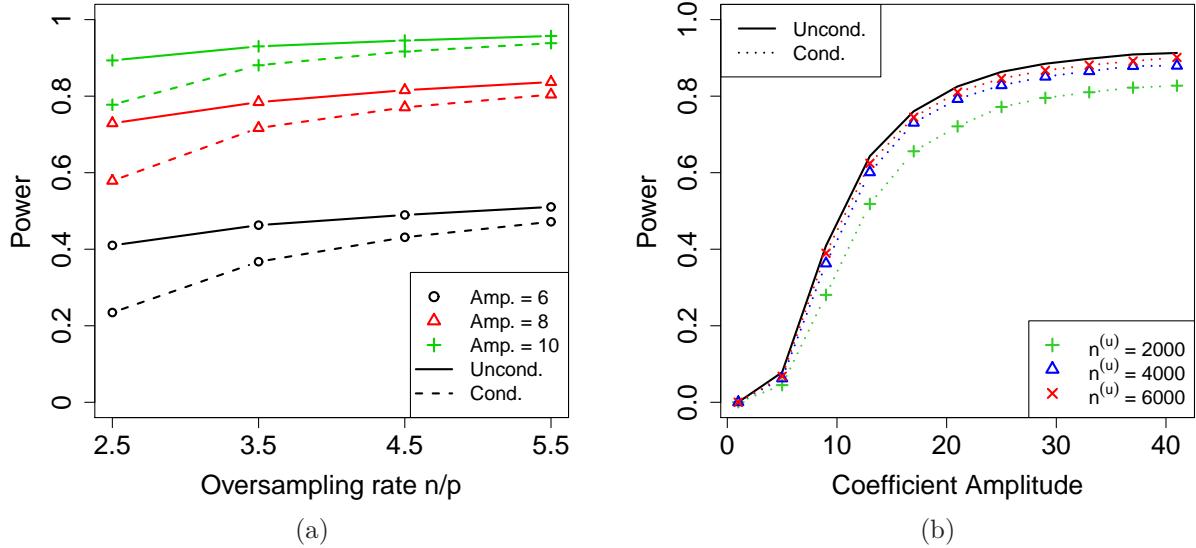 Power
0
0.2
0.4
0.6
0.8
1
2.5
3.5
4.5
5.5
Oversampling rate n/p
Amp. = 6
Amp. = 8
Amp. = 10
Uncond.
Cond.
(a)
Power
0.0
0.2
0.4
0.6
0.8
1.0
0
10
20
30
40
Coefficient Amplitude
Uncond.
Cond.
n(u) = 2000
n(u) = 4000
n(u) = 6000
(b)